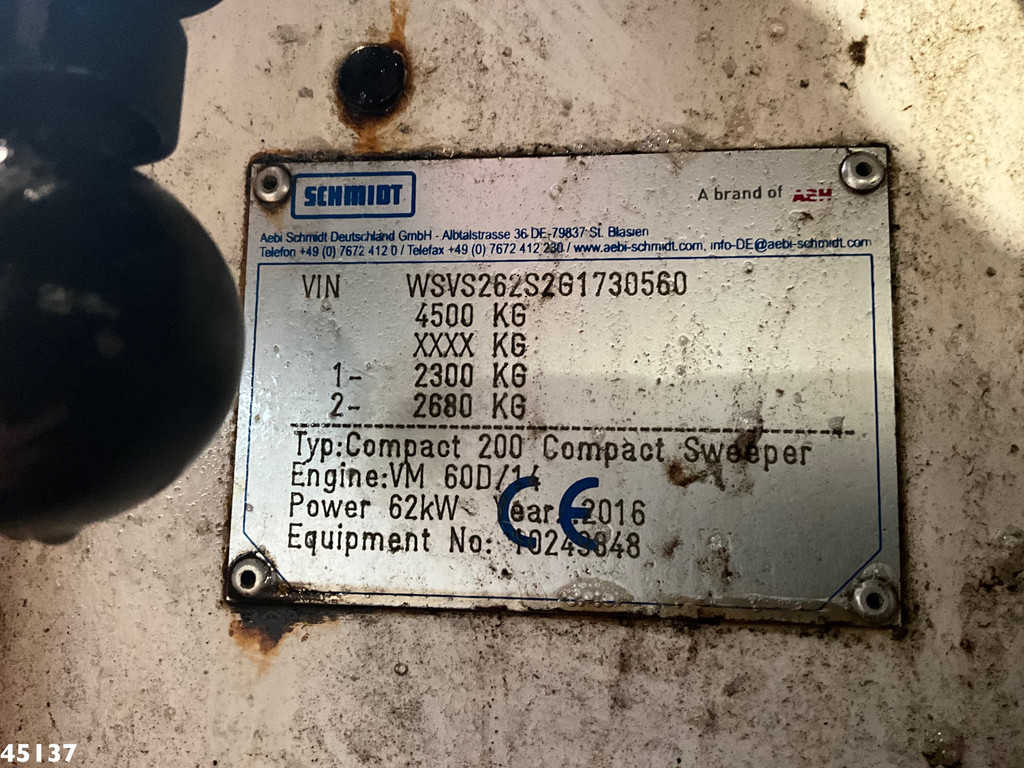 SCHMIDT
A brand of
Aebi Schmidt Deutschland GmbH - Albtalstrasse 36 DE-79837 St. Blasien
Telefon +49 (0) 7672 412 0 / Telefax +49 (0) 7672 412 230 / www.aebi-schmidt.com, info-DE@aebi-schmidt.com
VIN WSVS262S2G1730560
4500 KG
XXXX KG
1- 2300 KG
2- 2680 KG
Typ:Compact 200 Compact Sweeper
Engine:VM 60D/14
Power 62kW Year.:2016
CE
Equipment No: 10243848
45137